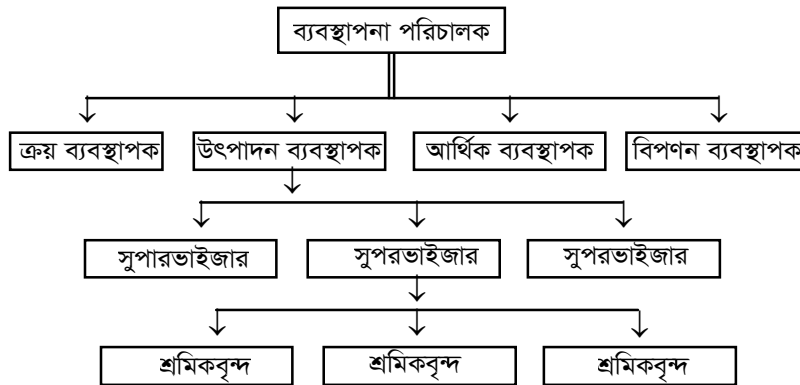 ব্যবস্থাপনা পরিচালক
ক্রয় ব্যবস্থাপক উৎপাদন ব্যবস্থাপক আর্থিক ব্যবস্থাপক বিপণন ব্যবস্থাপক
সুপারভাইজার সুপরভাইজার সুপরভাইজার
শ্রমিকবৃন্দ শ্রমিকবৃন্দ শ্রমিকবৃন্দ